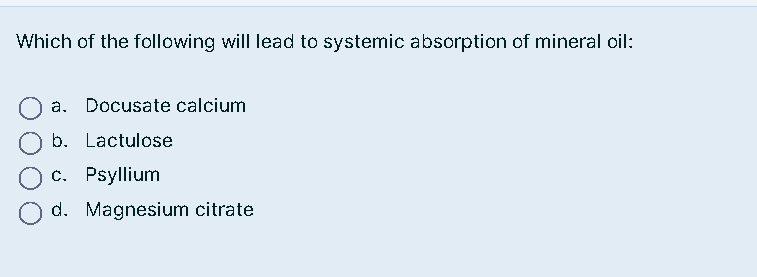 Which of the following will lead to systemic absorption of mineral oil:
a. Docusate calcium
b. Lactulose
c. Psyllium
d. Magnesium citrate